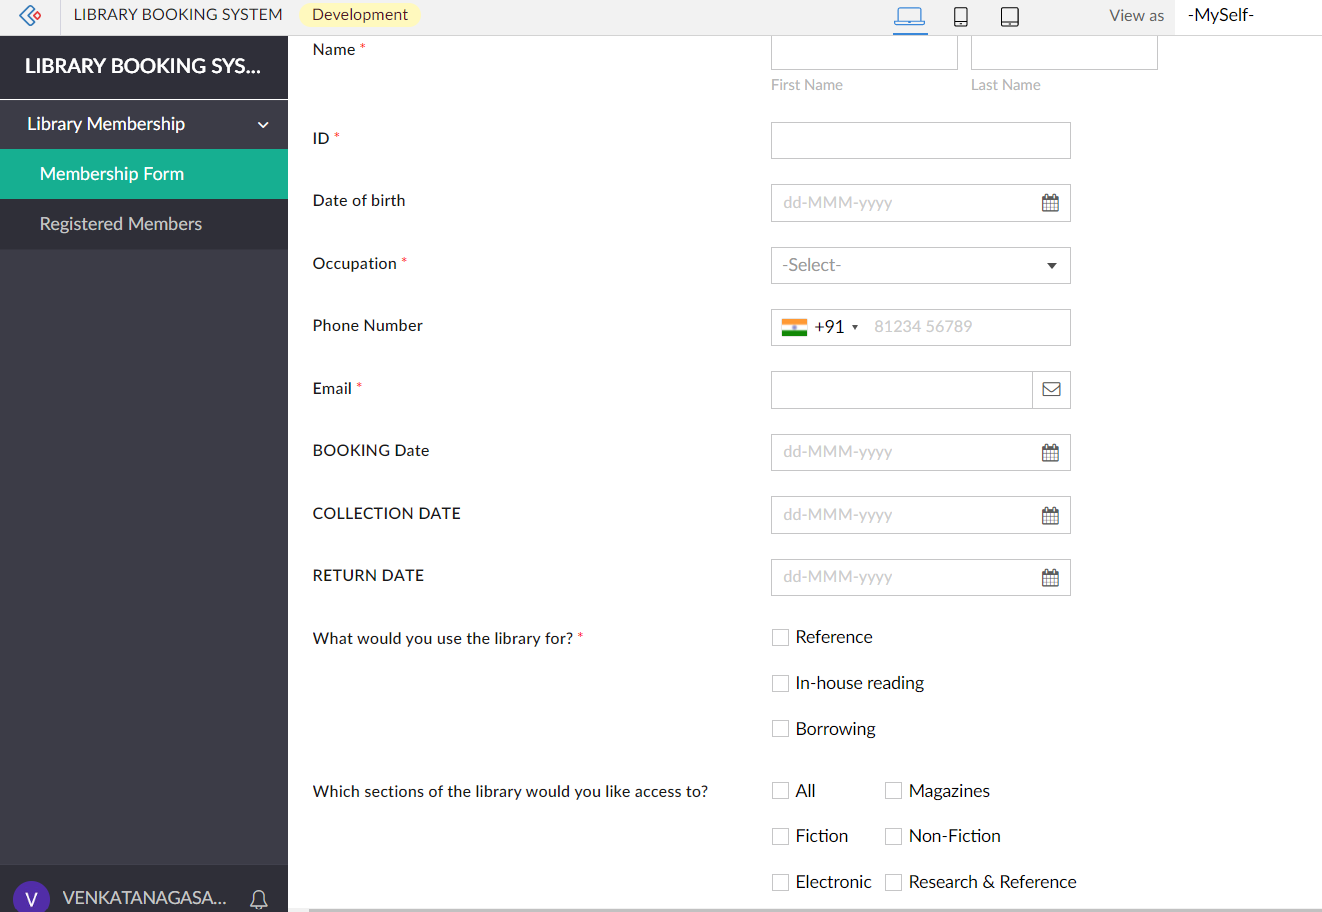 LIBRARY BOOKING SYSTEM Development View as -MySelf-
LIBRARY BOOKING SYS...
Library Membership
Membership Form
Registered Members
Name *
First Name Last Name
ID *
Date of birth dd-MMM-yyyy
Occupation * -Select-
Phone Number +91 81234 56789
Email *
BOOKING Date dd-MMM-yyyy
COLLECTION DATE dd-MMM-yyyy
RETURN DATE dd-MMM-yyyy
What would you use the library for? * Reference
In-house reading
Borrowing
Which sections of the library would you like access to? All Magazines
Fiction Non-Fiction
Electronic Research & Reference
V VENKATANAGASA...